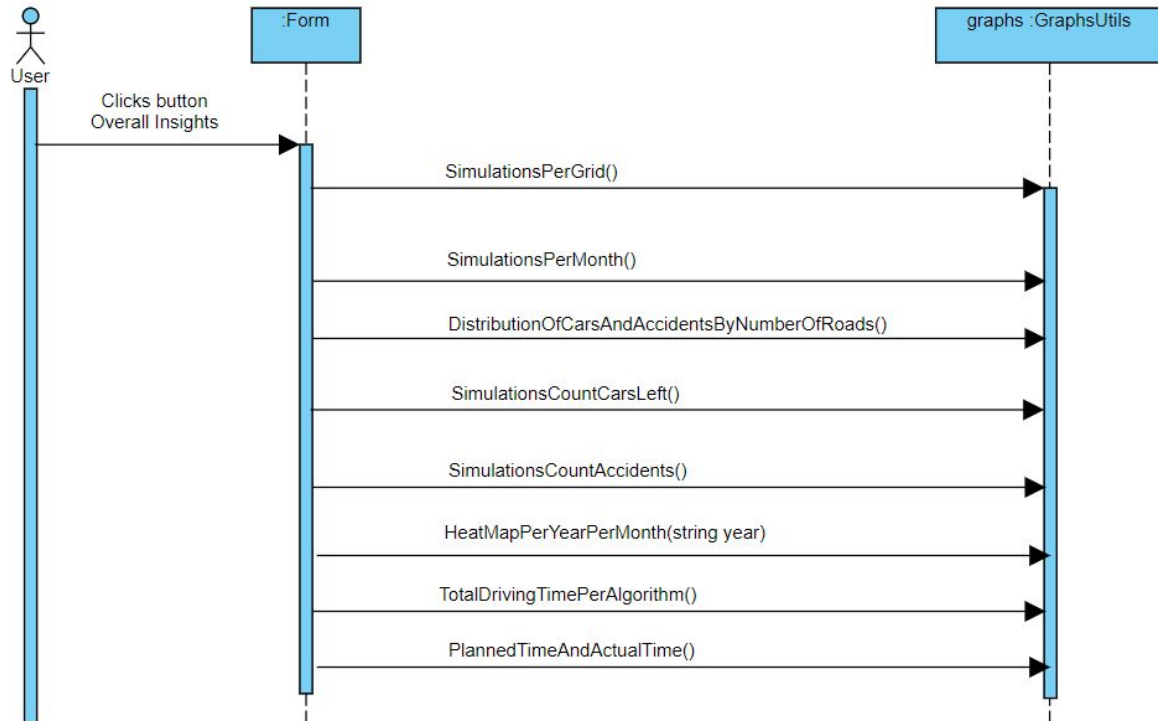 :Form
graphs :GraphsUtils
User
Clicks button
Overall Insights
SimulationsPerGrid()
SimulationsPerMonth()
DistributionOfCarsAndAccidentsByNumberOfRoads()
SimulationsCountCarsLeft()
SimulationsCountAccidents()
HeatMapPerYearPerMonth(string year)
TotalDrivingTimePerAlgorithm()
PlannedTimeAndActualTime()